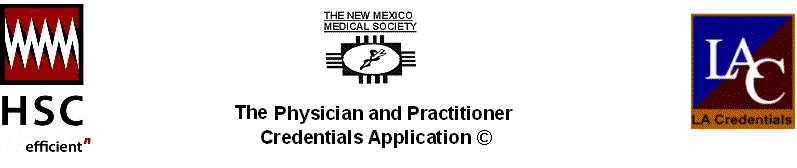 HSC
efficientn
THE NEW MEXICO
MEDICAL SOCIETY
The Physician and Practitioner
Credentials Application ©
LAC
LA Credentials